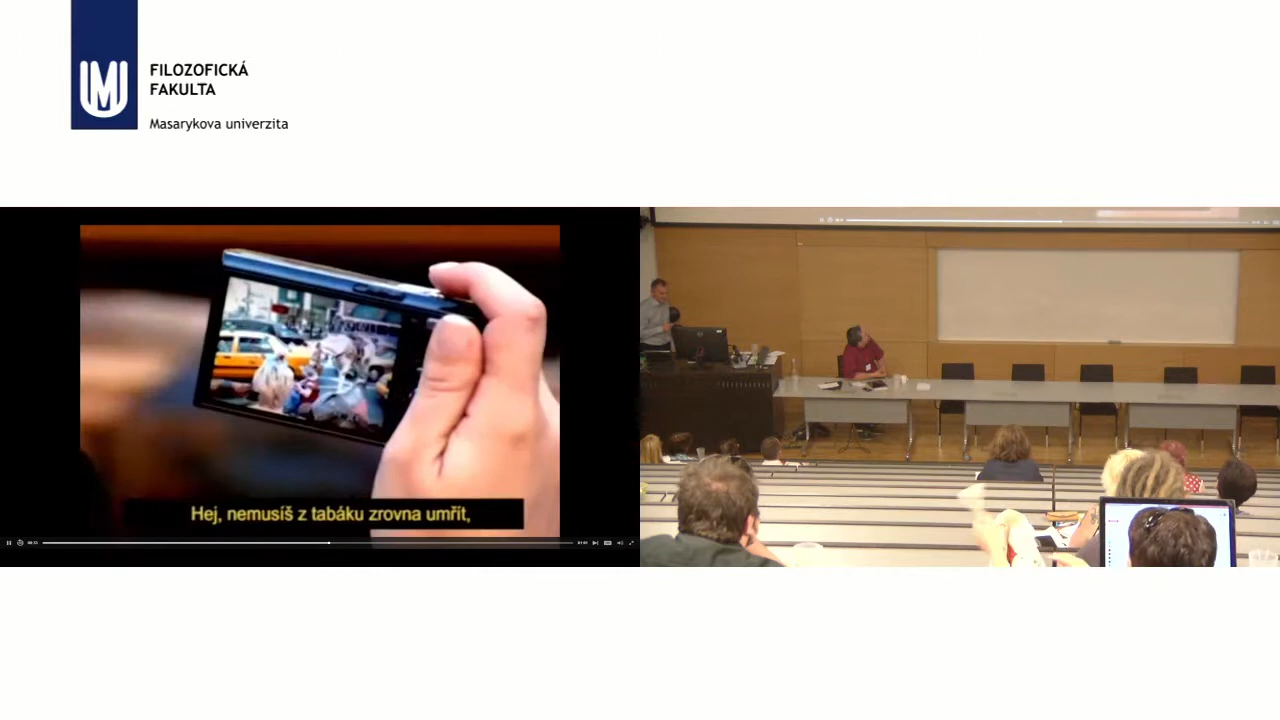 FILOZOFICKÁ
FAKULTA
Masarykova univerzita
Hej, nemusíš z tabáku zrovna umřít,